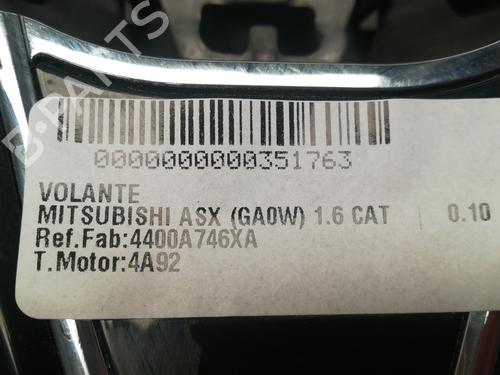 B-PARTS
0000000000351763
VOLANTE
MITSUBISHI ASX (GA0W) 1.6 CAT 0.10
Ref.Fab:4400A746XA
T.Motor:4A92